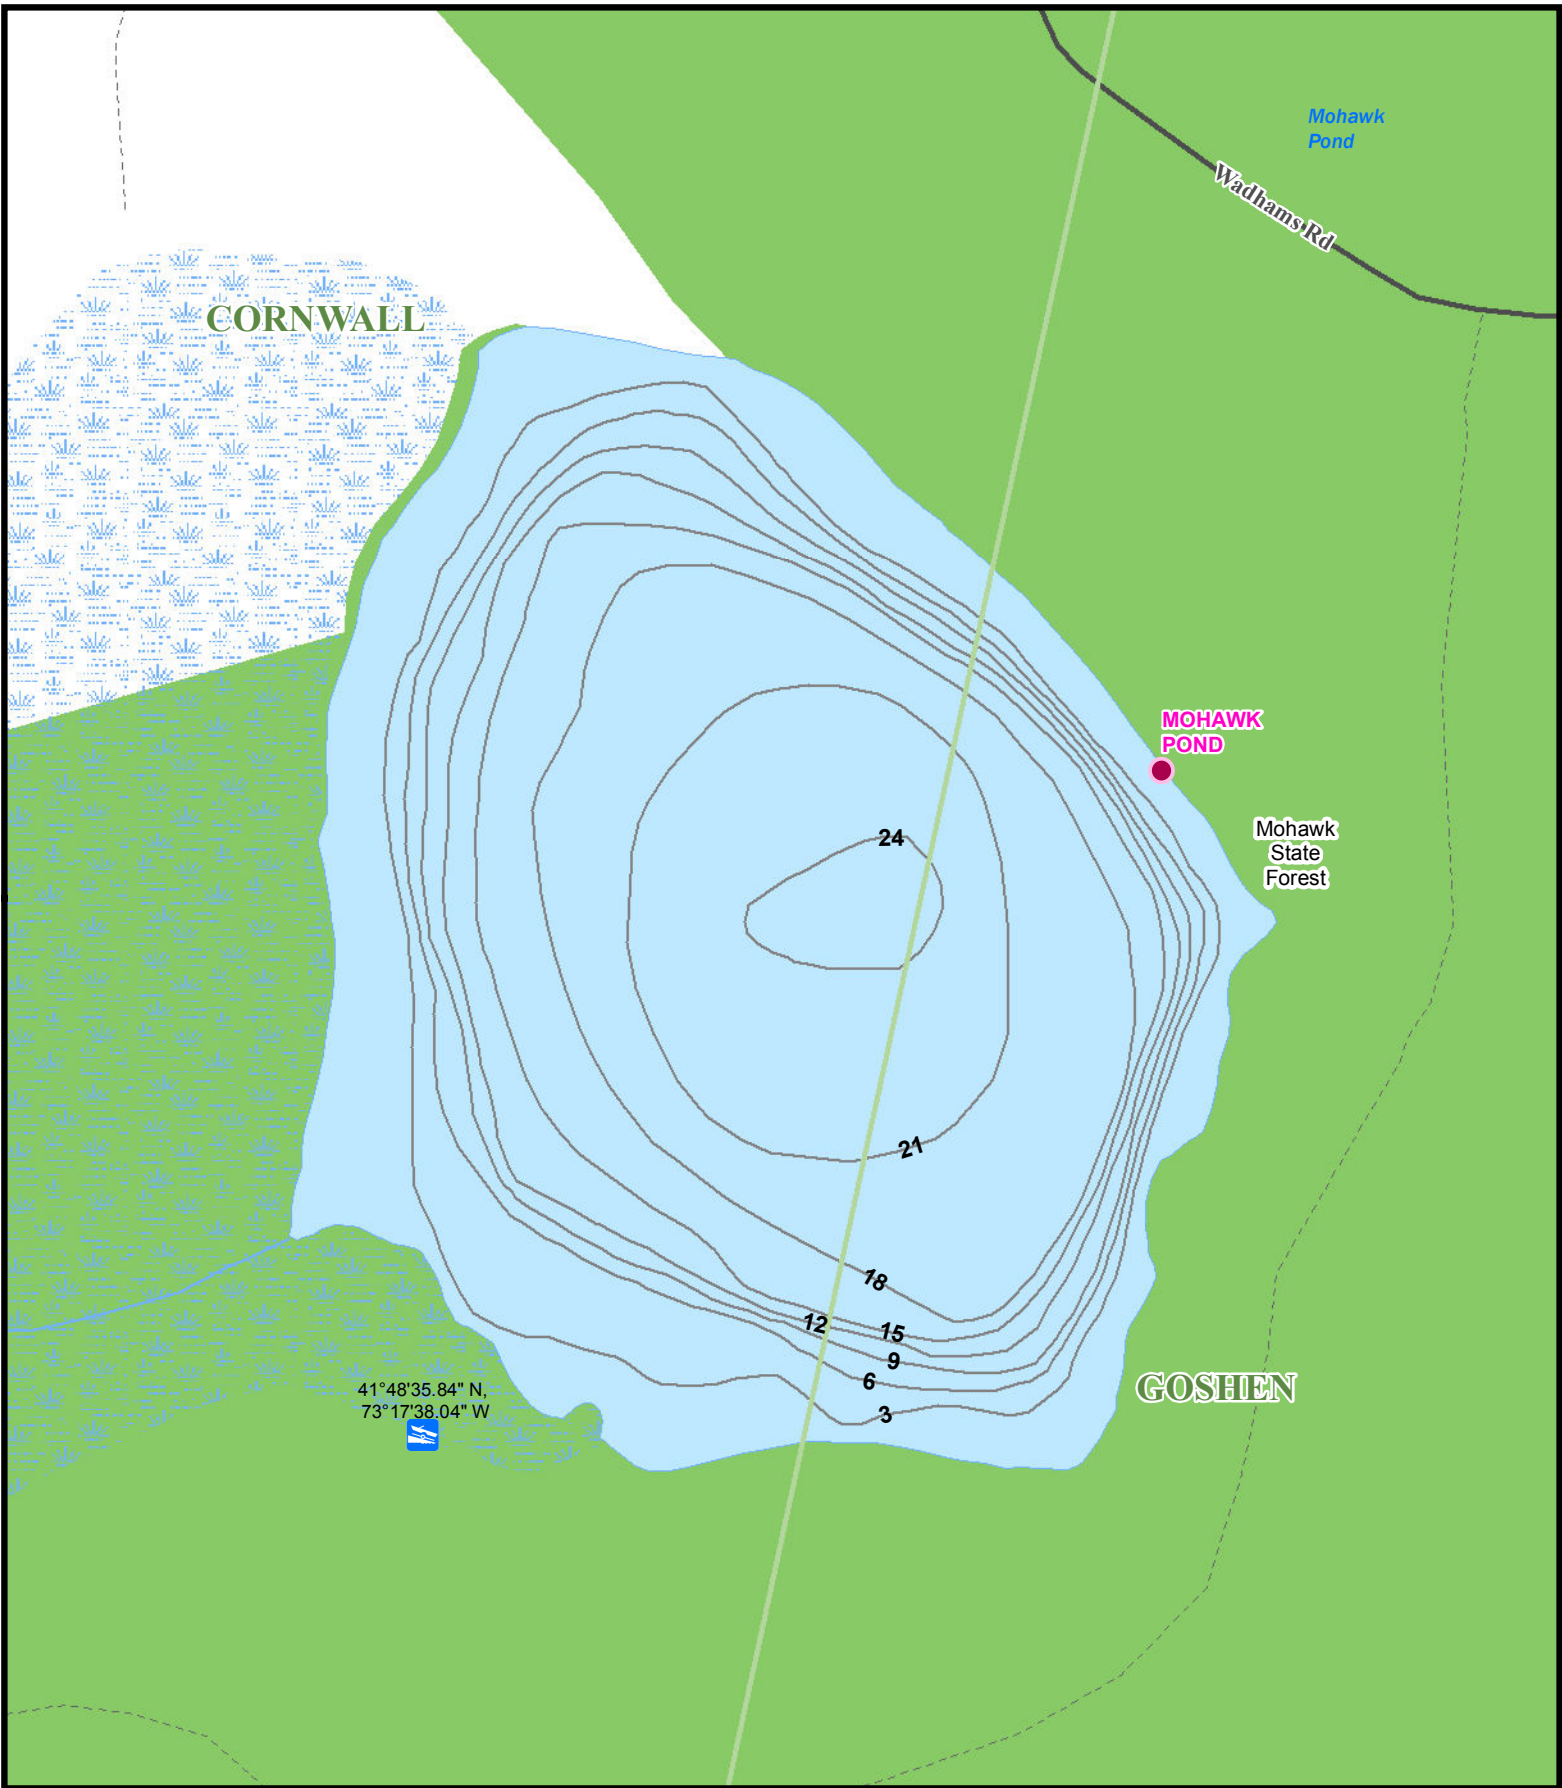 Mohawk
Pond
Wadhams Rd
CORNWALL
MOHAWK
POND
Mohawk
State
Forest
24
21
18
12
15
9
6
3
GOSHEN
41°48'35.84" N,
73°17'38.04" W